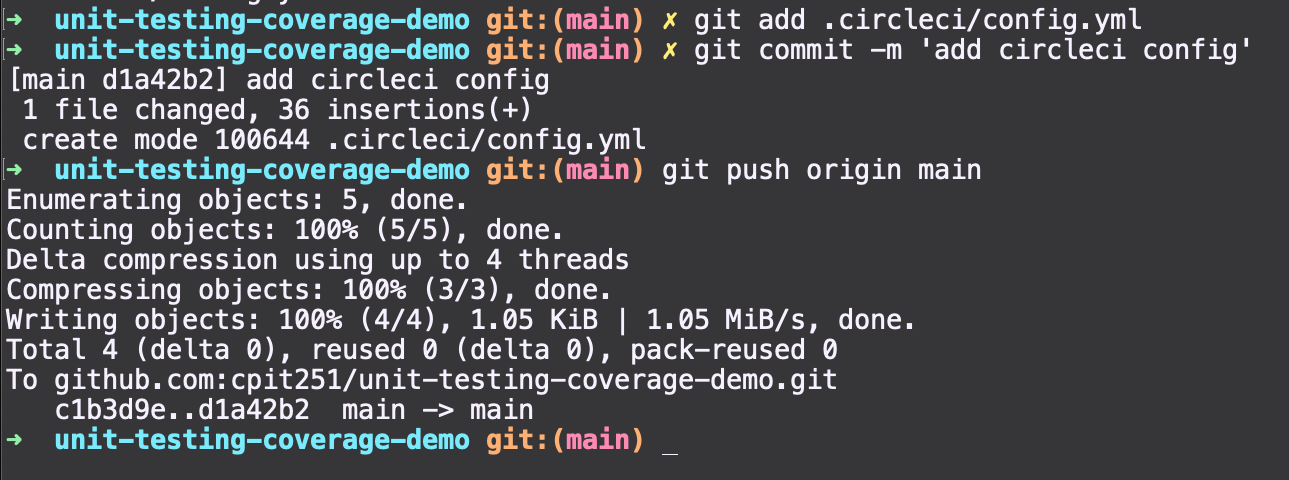 ➜  unit-testing-coverage-demo git:(main) ✗ git add .circleci/config.yml
➜  unit-testing-coverage-demo git:(main) ✗ git commit -m 'add circleci config'
[main d1a42b2] add circleci config
 1 file changed, 36 insertions(+)
 create mode 100644 .circleci/config.yml
➜  unit-testing-coverage-demo git:(main) git push origin main
Enumerating objects: 5, done.
Counting objects: 100% (5/5), done.
Delta compression using up to 4 threads
Compressing objects: 100% (3/3), done.
Writing objects: 100% (4/4), 1.05 KiB | 1.05 MiB/s, done.
Total 4 (delta 0), reused 0 (delta 0), pack-reused 0
To github.com:cpit251/unit-testing-coverage-demo.git
   c1b3d9e..d1a42b2  main -> main
➜  unit-testing-coverage-demo git:(main) _